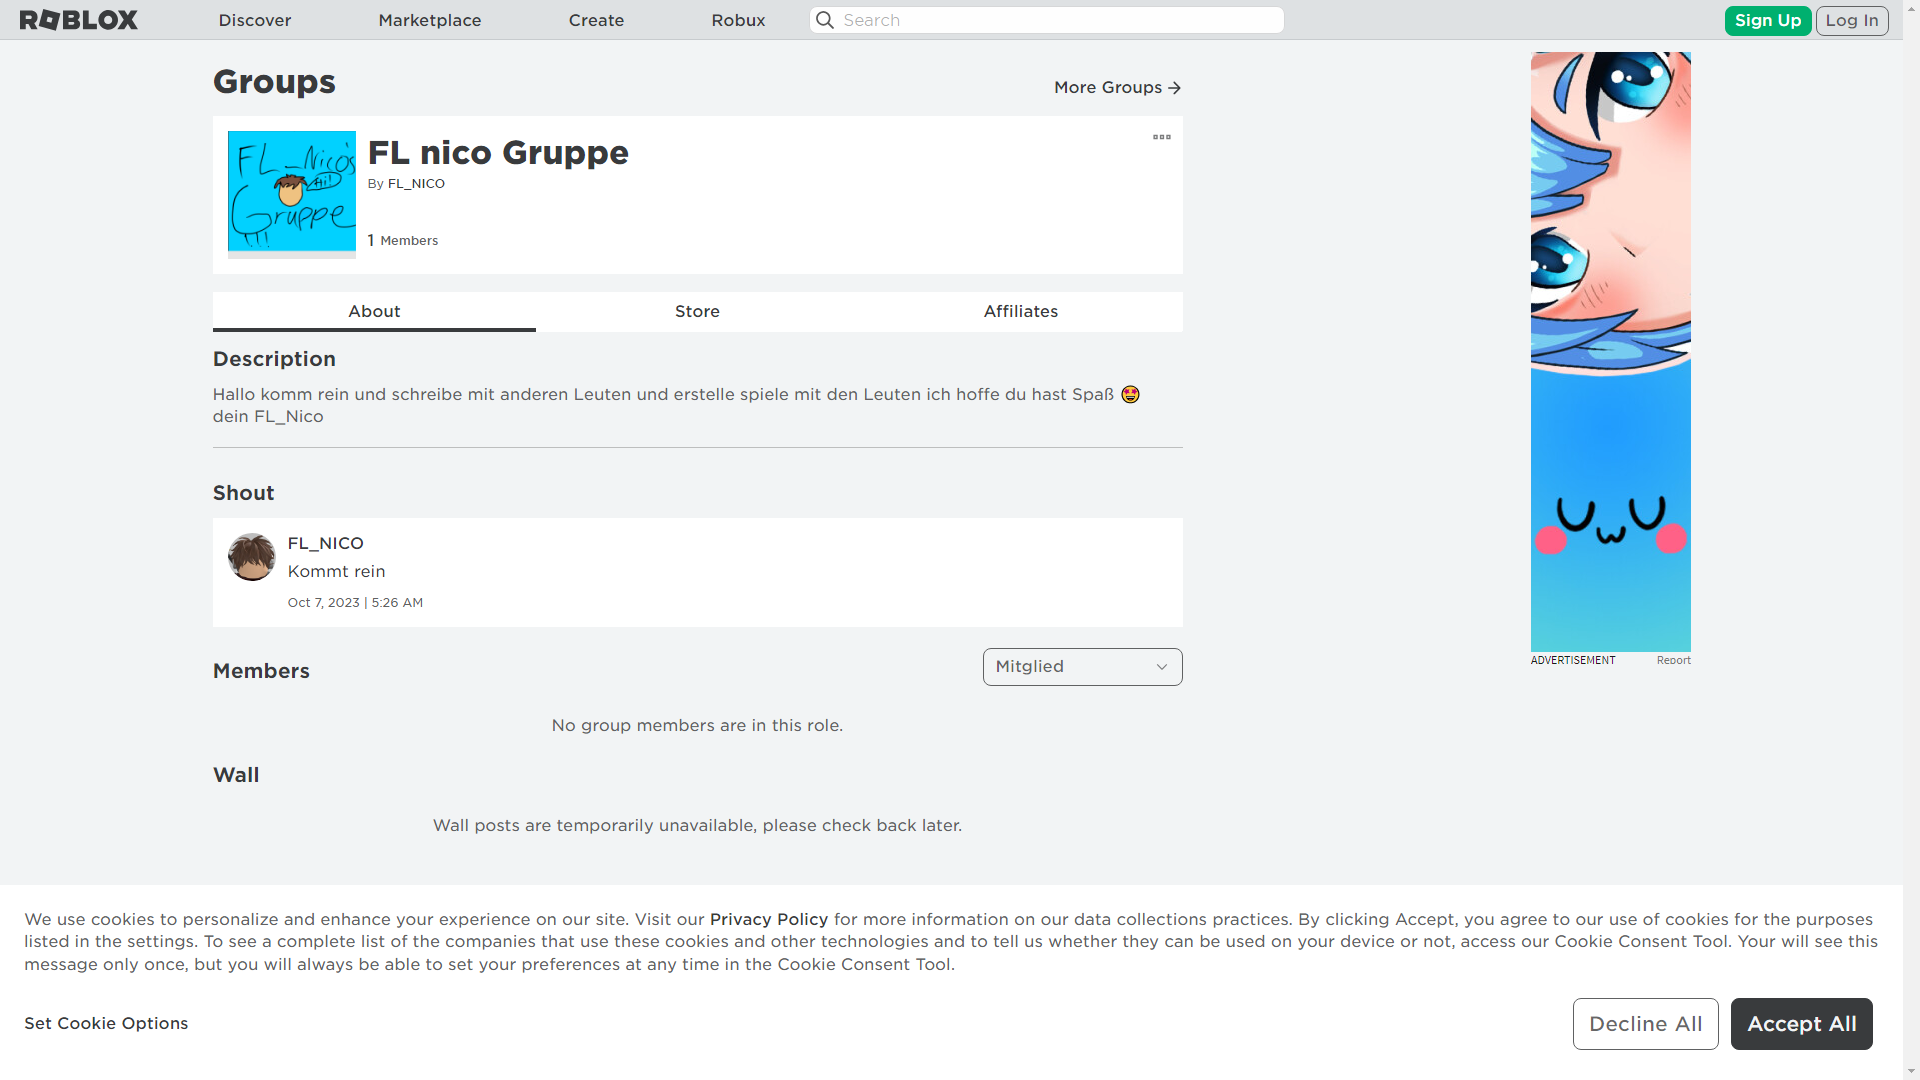 ROBLOX
Discover
Marketplace
Create
Robux
Search
Sign Up
Log In
Groups
More Groups →
FL_Nico's
Hi!
Gruppe
!!!
FL nico Gruppe
By FL_NICO
1 Members
About
Store
Affiliates
Description
Hallo komm rein und schreibe mit anderen Leuten und erstelle spiele mit den Leuten ich hoffe du hast Spaß 🤩
dein FL_Nico
Shout
FL_NICO
Kommt rein
Oct 7, 2023 | 5:26 AM
Members
Mitglied
No group members are in this role.
Wall
Wall posts are temporarily unavailable, please check back later.
ADVERTISEMENT
Report
We use cookies to personalize and enhance your experience on our site. Visit our Privacy Policy for more information on our data collections practices. By clicking Accept, you agree to our use of cookies for the purposes
listed in the settings. To see a complete list of the companies that use these cookies and other technologies and to tell us whether they can be used on your device or not, access our Cookie Consent Tool. Your will see this
message only once, but you will always be able to set your preferences at any time in the Cookie Consent Tool.
Set Cookie Options
Decline All
Accept All